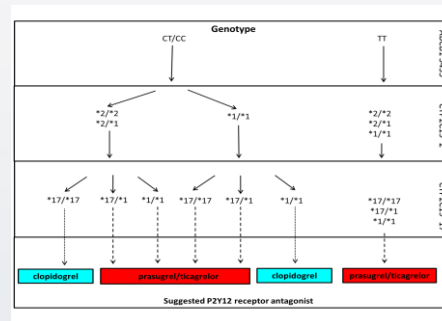 Genotype
CT/CC TT
*2/*2
*2/*1
*1/*1
*2/*2
*2/*1
*1/*1
*17/*17 *17/*1 *1/*1 *17/*17 *17/*1 *1/*1
*17/*17
*17/*1
*1/*1
clopidogrel prasugrel/ticagrelor clopidogrel prasugrel/ticagrelor
Suggested P2Y12 receptor antagonist